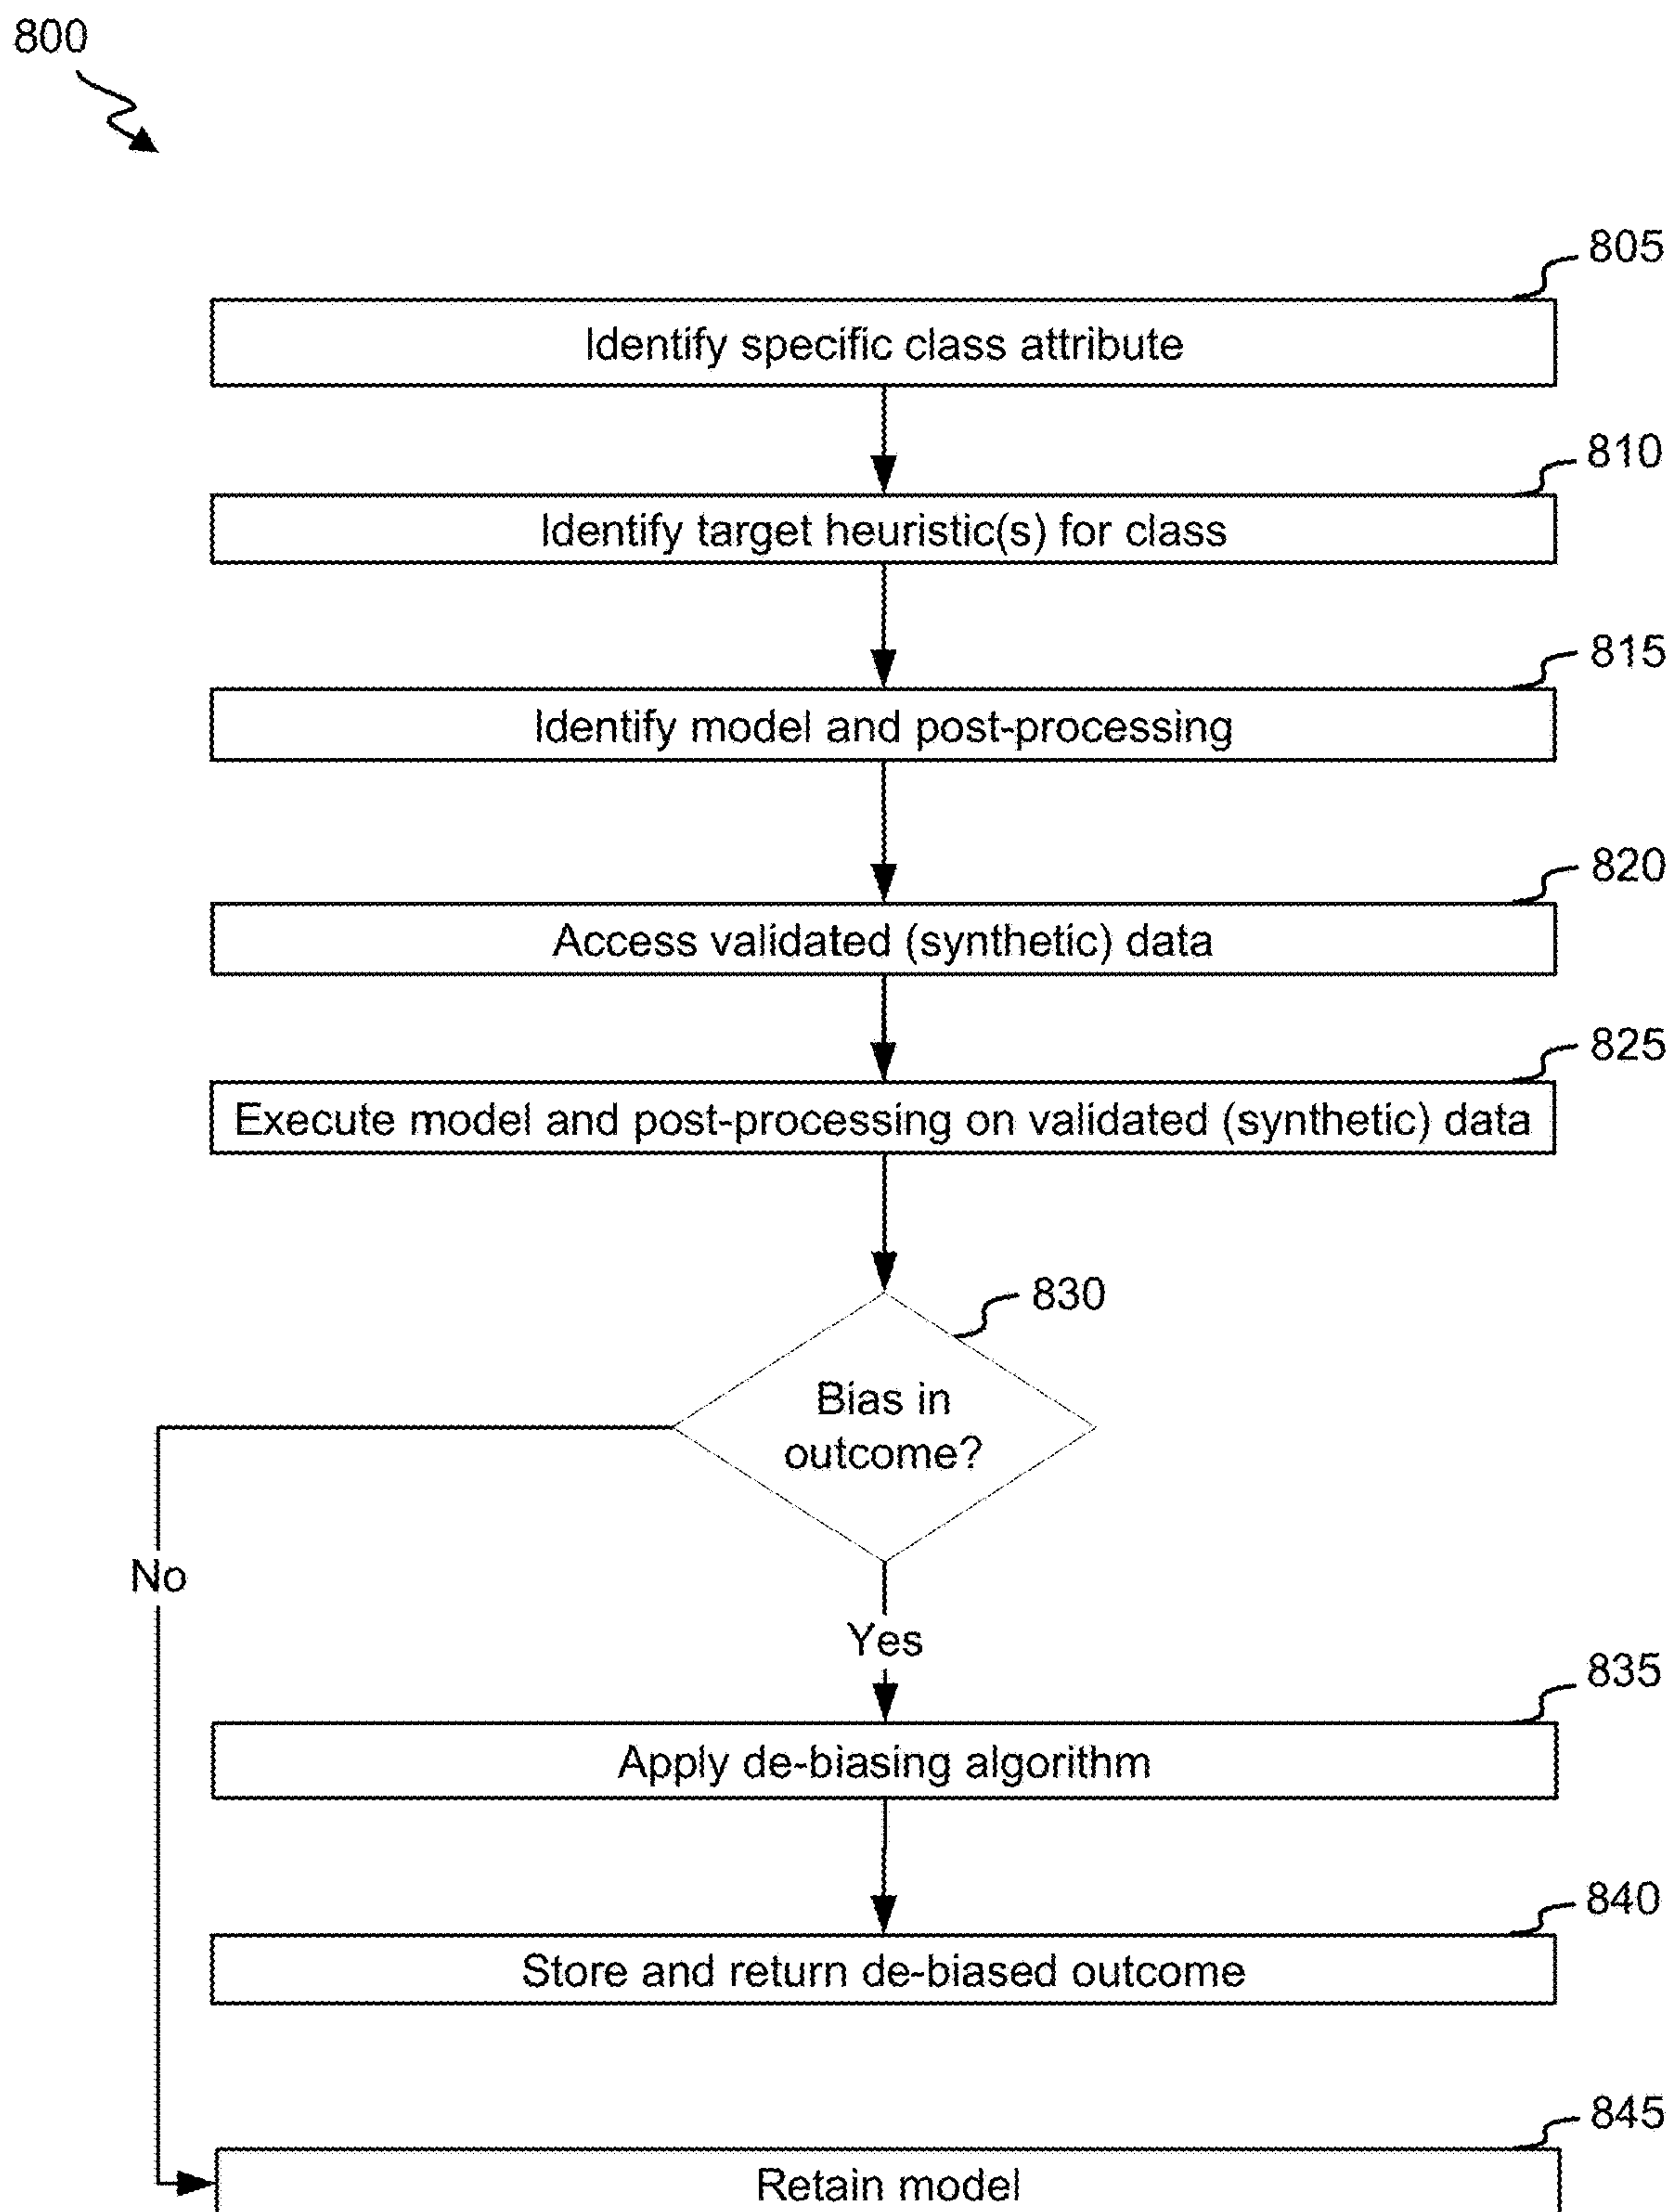 800
805
Identify specific class attribute
810
Identify target heuristic(s) for class
815
Identify model and post-processing
820
Access validated (synthetic) data
825
Execute model and post-processing on validated (synthetic) data
830
Bias in
outcome?
No
Yes
835
Apply de-biasing algorithm
840
Store and return de-biased outcome
845
Retain model